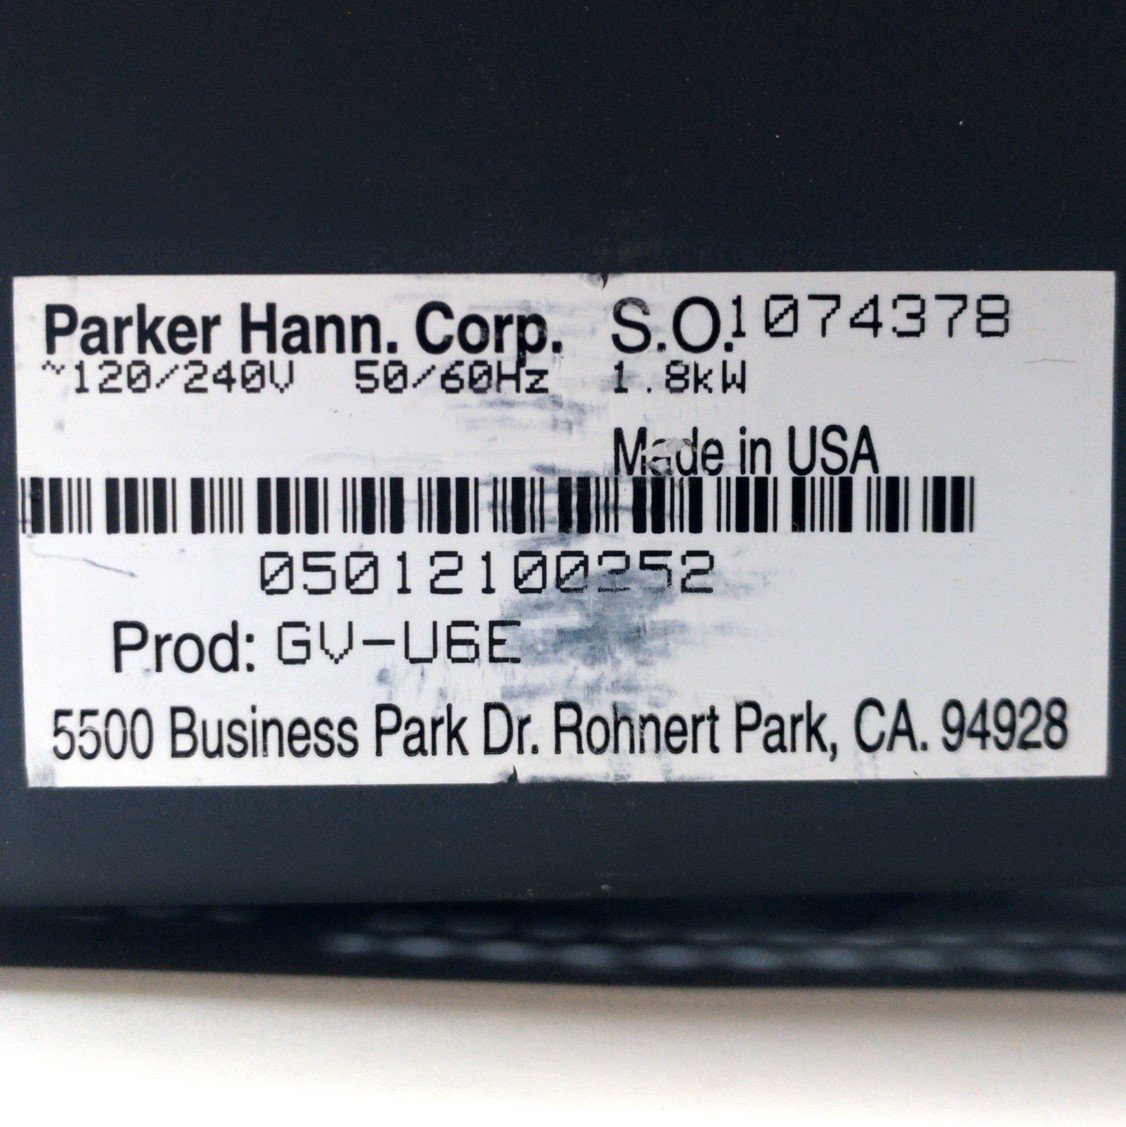 Parker Hann. Corp. S.O.1074378
~120/240V 50/60Hz 1.8kW
Made in USA
05012100252
Prod: GV-U6E
5500 Business Park Dr. Rohnert Park, CA. 94928